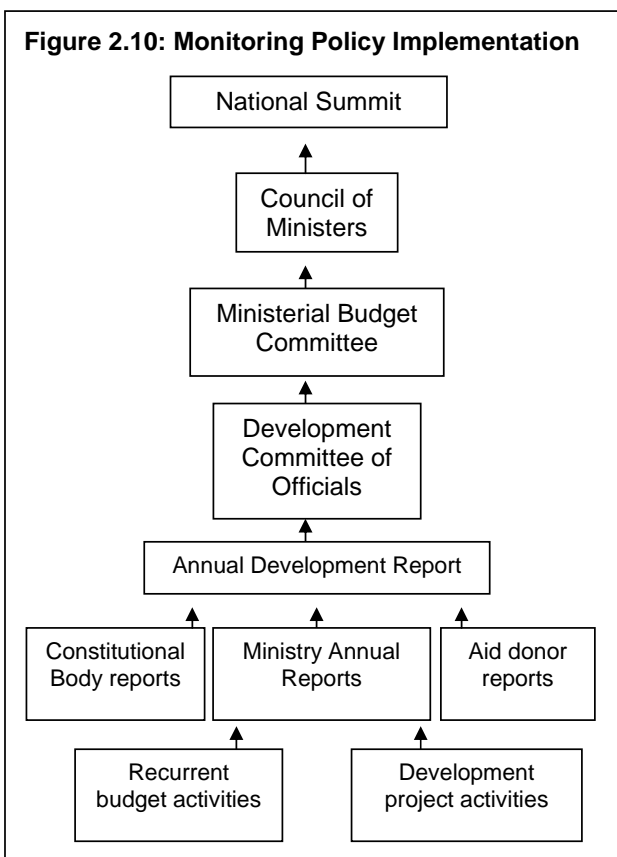 Figure 2.10: Monitoring Policy Implementation
National Summit
Council of
Ministers
Ministerial Budget
Committee
Development
Committee of
Officials
Annual Development Report
Constitutional
Body reports
Ministry Annual
Reports
Aid donor
reports
Recurrent
budget activities
Development
project activities